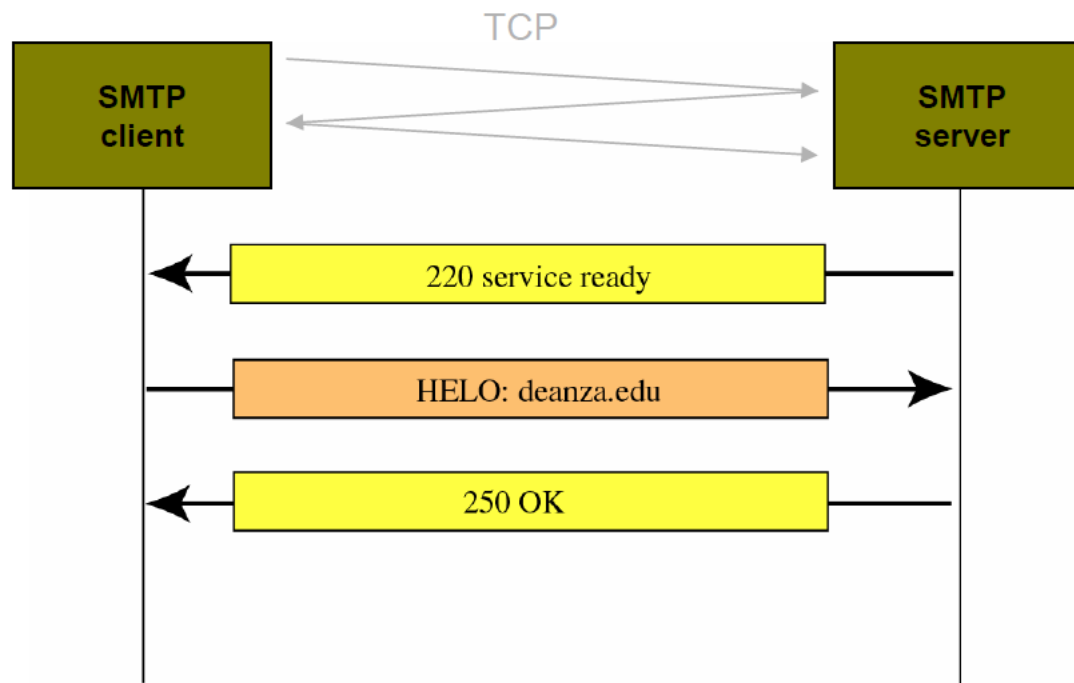 TCP
SMTP
client
SMTP
server
220 service ready
HELO: deanza.edu
250 OK